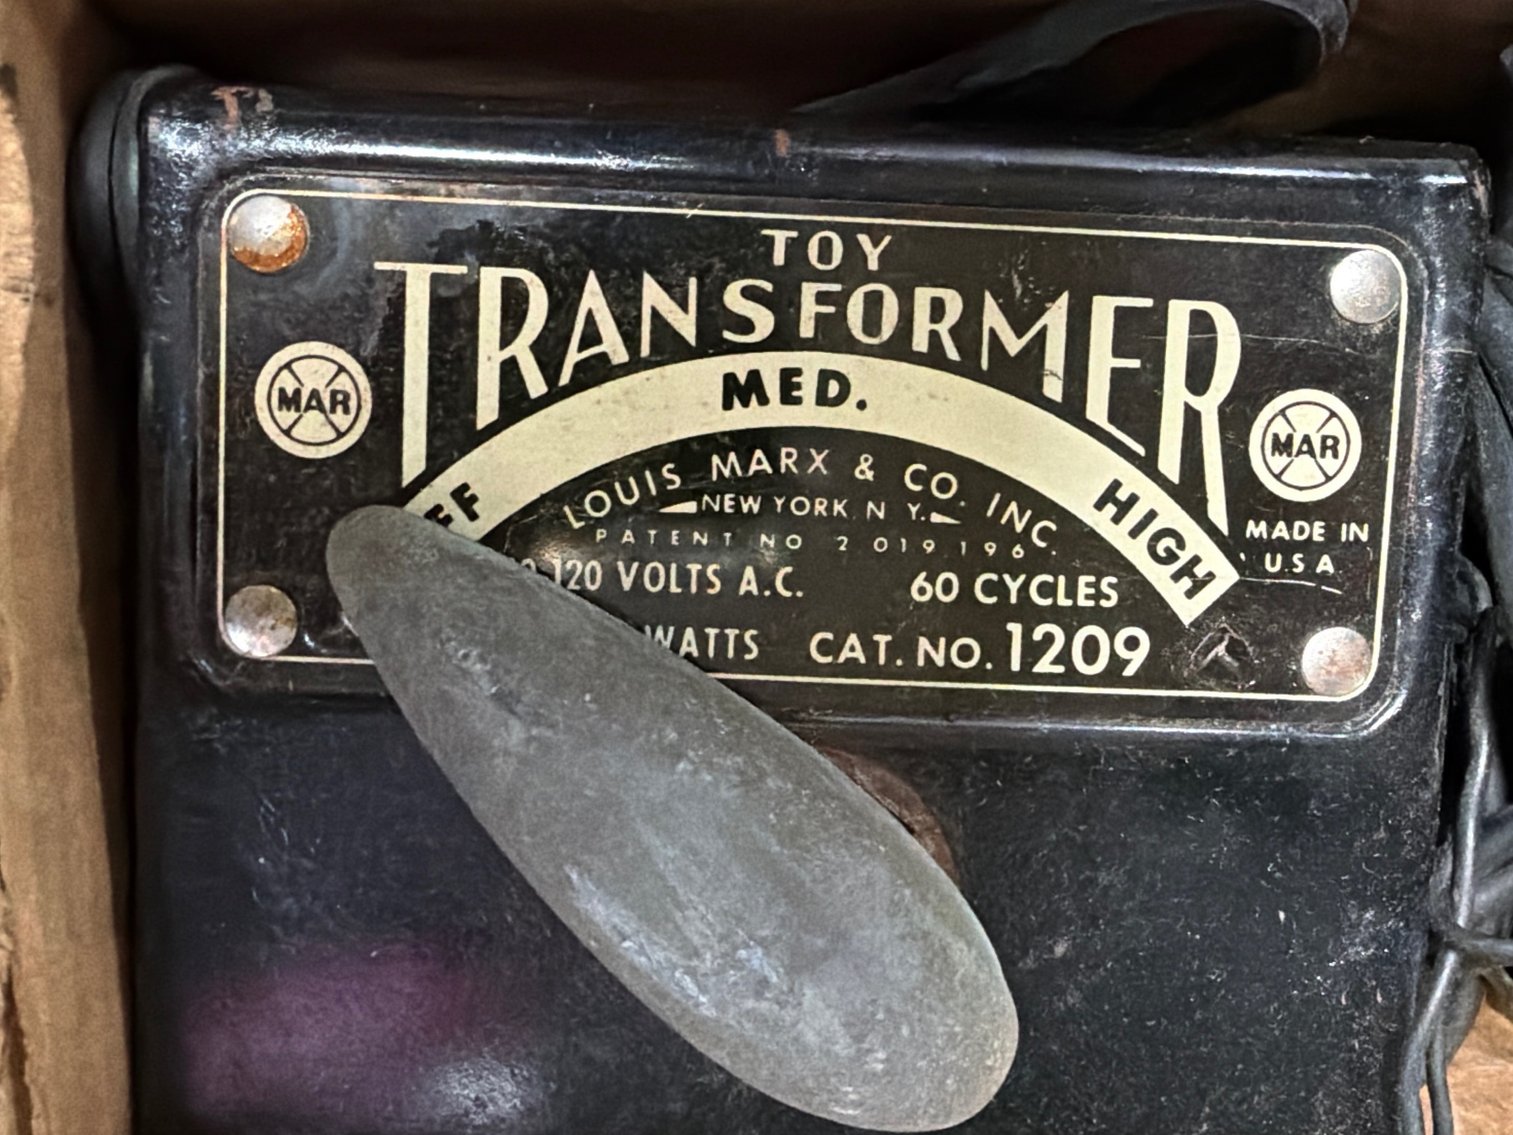 TOY
TRANSFORMER
MAR
MED.
MAR
LOUIS MARX & CO. INC.
NEW YORK N Y.
PATENT NO 2 019 196
HIGH
MADE IN
USA
120 VOLTS A.C. 60 CYCLES
WATTS CAT. NO. 1209